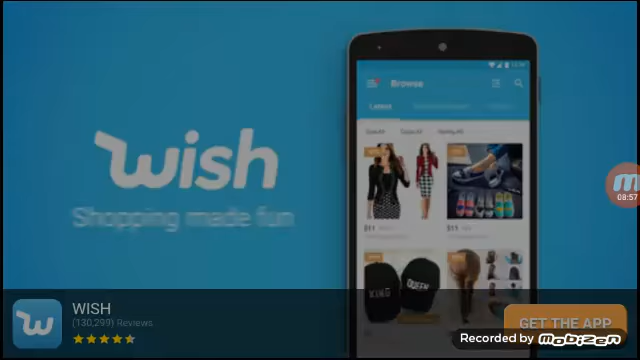 wish
Shopping made fun
Browse
Latest
$11
$11
KING
QUEEN
08:57
WISH
(130,299) Reviews
GET THE APP
Recorded by mobizen